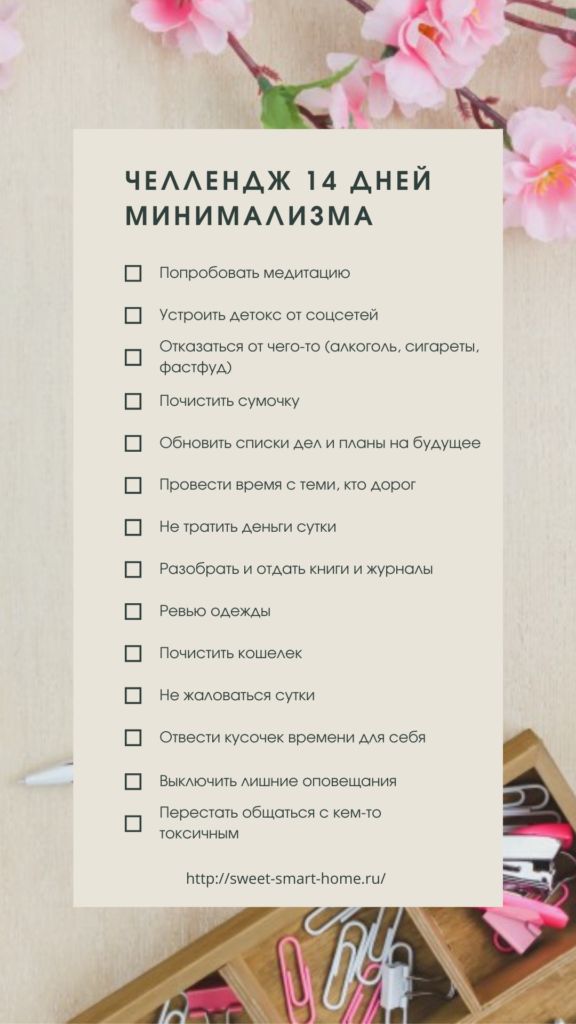 ЧЕЛЛЕНДЖ 14 ДНЕЙ
МИНИМАЛИЗМА
Попробовать медитацию
Устроить детокс от соцсетей
Отказаться от чего-то (алкоголь, сигареты,
фастфуд)
Почистить сумочку
Обновить списки дел и планы на будущее
Провести время с теми, кто дорог
Не тратить деньги сутки
Разобрать и отдать книги и журналы
Ревью одежды
Почистить кошелек
Не жаловаться сутки
Отвести кусочек времени для себя
Выключить лишние оповещания
Перестать общаться с кем-то
токсичным
http://sweet-smart-home.ru/